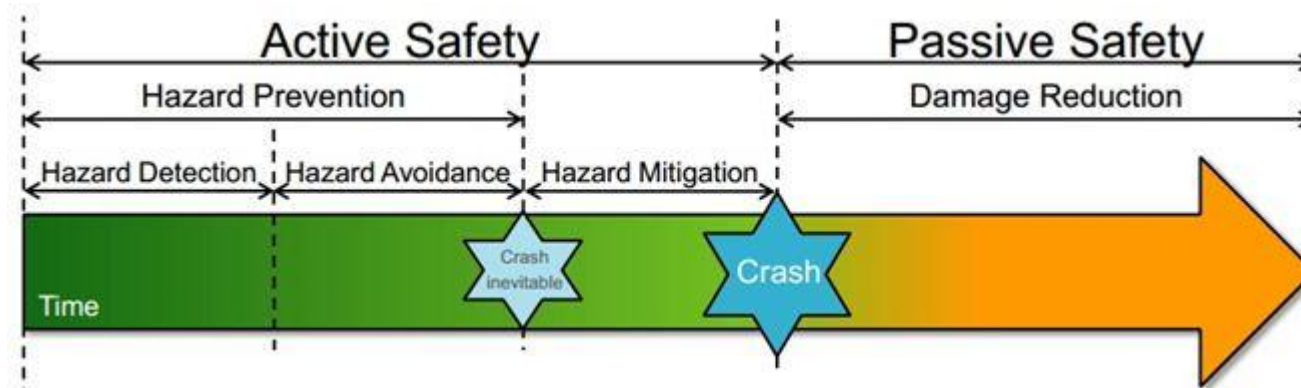 Active Safety
Passive Safety
Hazard Prevention
Damage Reduction
Hazard Detection
Hazard Avoidance
Hazard Mitigation
Crash
inevitable
Crash
Time